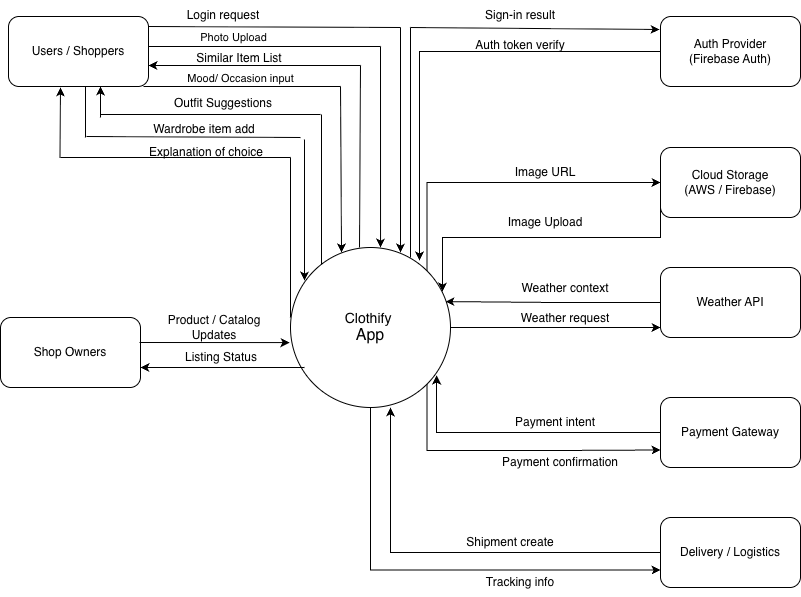 Login request
Photo Upload
Users / Shoppers
Similar Item List
Mood/ Occasion input
Outfit Suggestions
Wardrobe item add
Explanation of choice
Sign-in result
Auth token verify
Auth Provider
(Firebase Auth)
Image URL
Cloud Storage
(AWS / Firebase)
Image Upload
Weather context
Weather API
Weather request
Clothify
App
Product / Catalog
Updates
Shop Owners
Listing Status
Payment intent
Payment Gateway
Payment confirmation
Shipment create
Delivery / Logistics
Tracking info